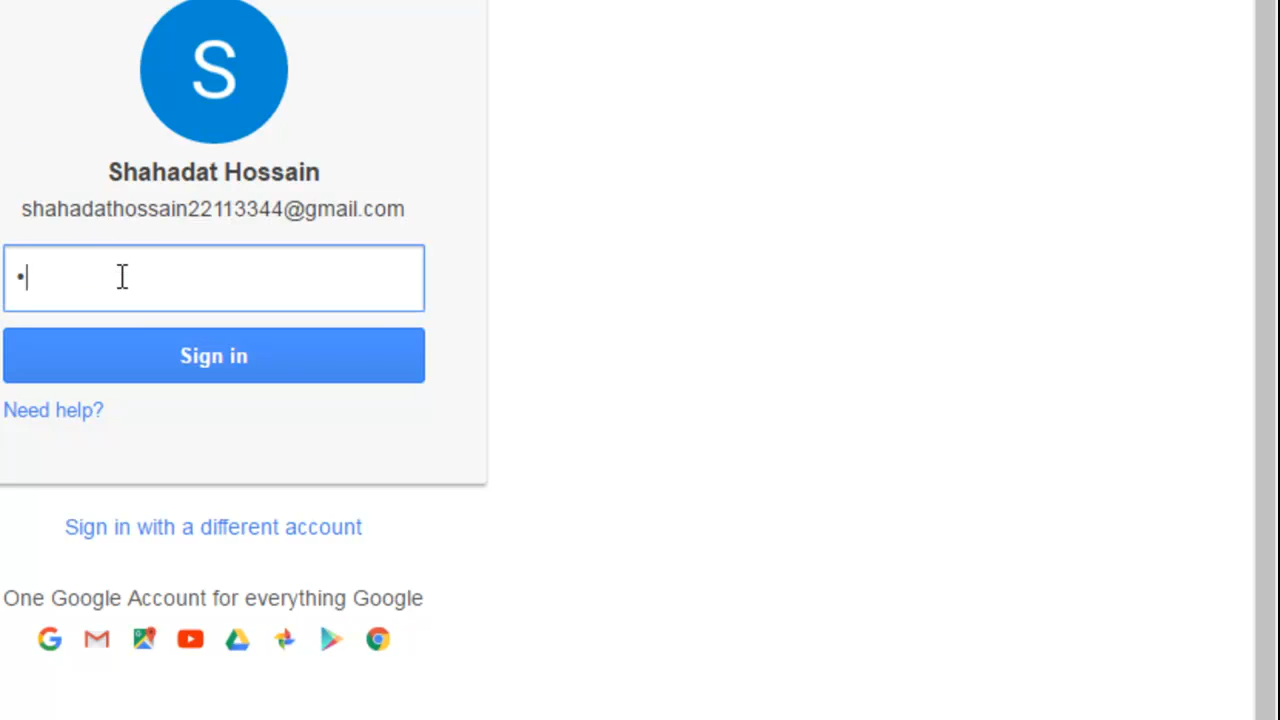 S
Shahadat Hossain
shahadathossain22113344@gmail.com
•
Sign in
Need help?
Sign in with a different account
One Google Account for everything Google